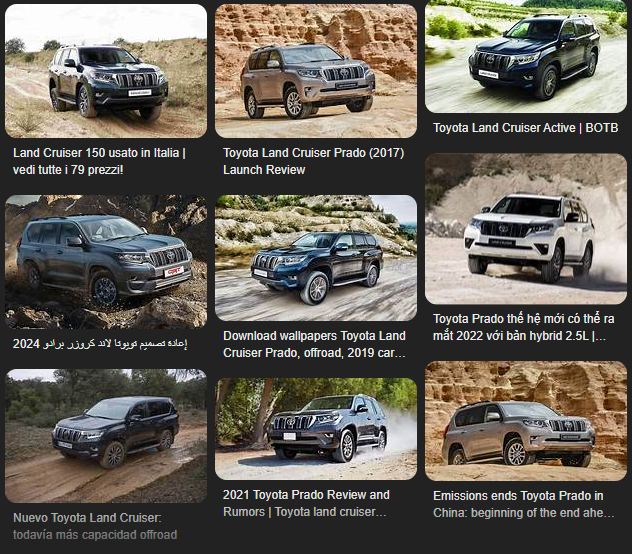 Land Cruiser 150 usato in Italia |
vedi tutte i 79 prezzi!
Toyota Land Cruiser Prado (2017)
Launch Review
Toyota Land Cruiser Active | BOTB
إعادة تصميم تويوتا لاند كروزر برادو 2024
Download wallpapers Toyota Land
Cruiser Prado, offroad, 2019 car…
Toyota Prado thế hệ mới có thể ra
mắt 2022 với bản hybrid 2.5L |…
Nuevo Toyota Land Cruiser:
todavía más capacidad offroad
2021 Toyota Prado Review and
Rumors | Toyota land cruiser…
Emissions ends Toyota Prado in
China: beginning of the end ahe…